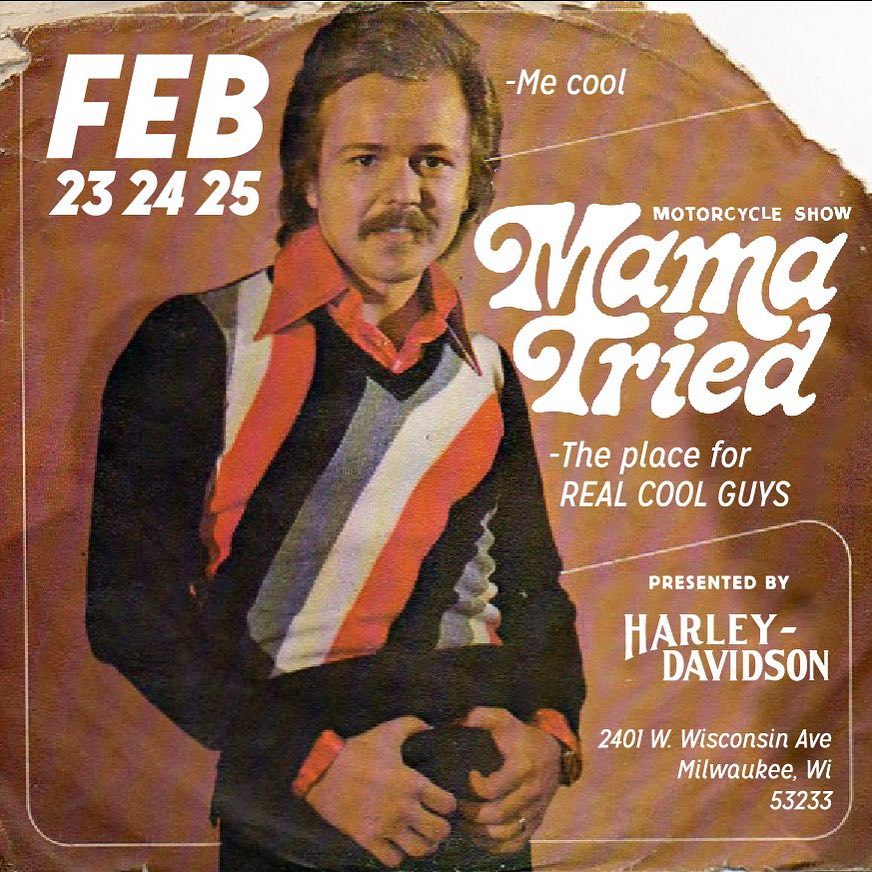 FEB
23 24 25
-Me cool
MOTORCYCLE SHOW
Mama
Tried
-The place for
REAL COOL GUYS
PRESENTED BY
HARLEY-
DAVIDSON
2401 W. Wisconsin Ave
Milwaukee, Wi
53233